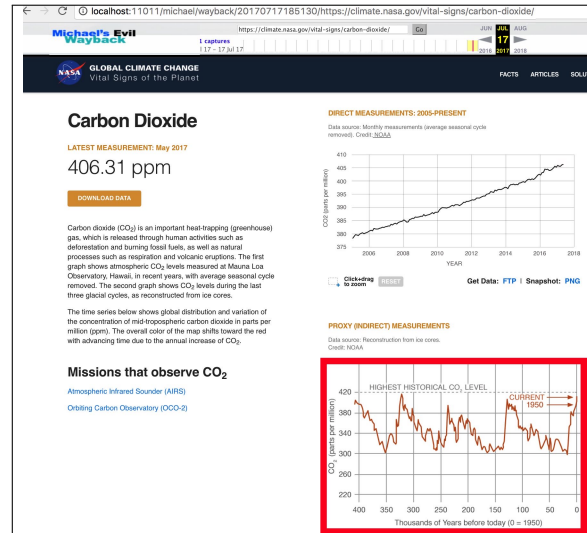 localhost:11011/michael/wayback/20170717185130/https://climate.nasa.gov/vital-signs/carbon-dioxide/
Michael's Evil
Wayback
https://climate.nasa.gov/vital-signs/carbon-dioxide/
Go
1 captures
17 - 17 Jul 17
JUN JUL AUG
17
2016 2017 2018
NASA
GLOBAL CLIMATE CHANGE
Vital Signs of the Planet
FACTS ARTICLES SOLU
Carbon Dioxide
LATEST MEASUREMENT: May 2017
406.31 ppm
DOWNLOAD DATA
Carbon dioxide (CO2) is an important heat-trapping (greenhouse)
gas, which is released through human activities such as
deforestation and burning fossil fuels, as well as natural
processes such as respiration and volcanic eruptions. The first
graph shows atmospheric CO2 levels measured at Mauna Loa
Observatory, Hawaii, in recent years, with average seasonal cycle
removed. The second graph shows CO2 levels during the last
three glacial cycles, as reconstructed from ice cores.
The time series below shows global distribution and variation of
the concentration of mid-tropospheric carbon dioxide in parts per
million (ppm). The overall color of the map shifts toward the red
with advancing time due to the annual increase of CO2.
Missions that observe CO2
Atmospheric Infrared Sounder (AIRS)
Orbiting Carbon Observatory (OCO-2)
DIRECT MEASUREMENTS: 2005-PRESENT
Data source: Monthly measurements (average seasonal cycle
removed). Credit: NOAA
CO2 (parts per million)
410
405
400
395
390
385
380
375
2006 2008 2010 2012 2014 2016 2018
YEAR
Click+drag
to zoom
RESET
Get Data: FTP | Snapshot: PNG
PROXY (INDIRECT) MEASUREMENTS
Data source: Reconstruction from ice cores.
Credit: NOAA
HIGHEST HISTORICAL CO2 LEVEL
CURRENT
1950
CO2 (parts per million)
420
380
340
300
260
220
400 350 300 250 200 150 100 50 0
Thousands of Years before today (0 = 1950)